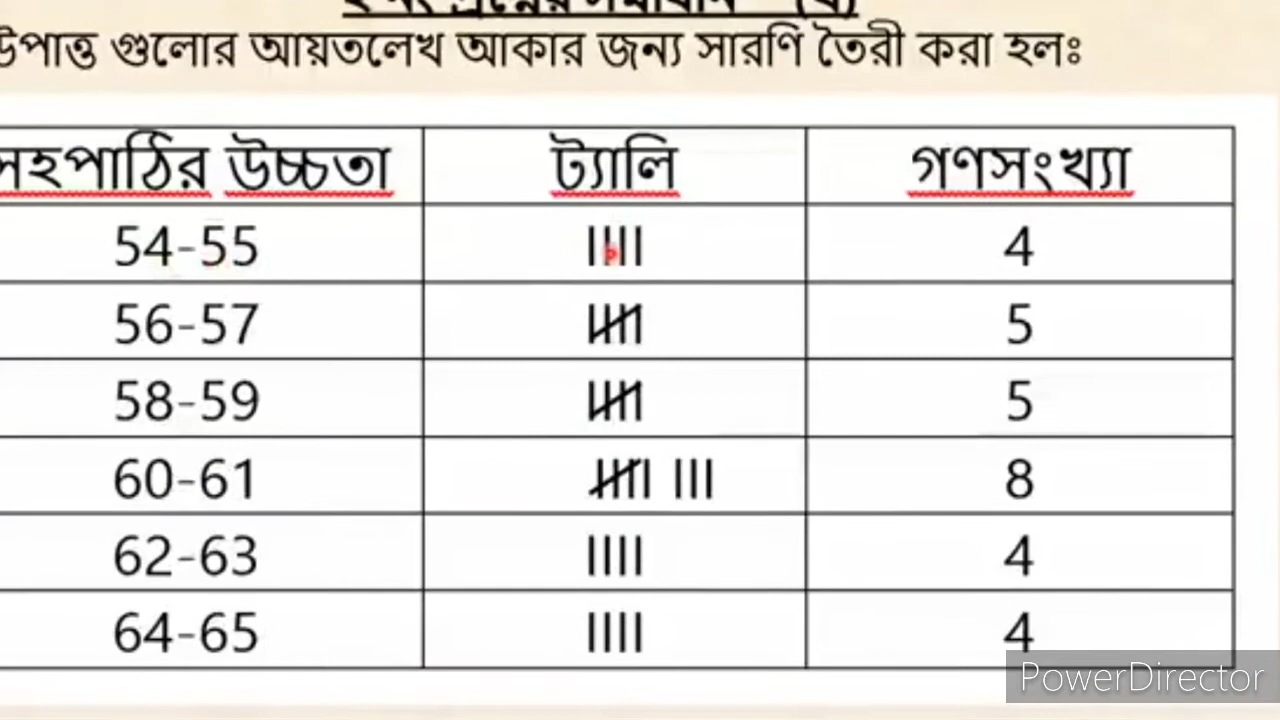 উপাত্ত গুলোর আয়তলেখ আকার জন্য সারণি তৈরী করা হলঃ
সহপাঠির উচ্চতা ট্যালি গণসংখ্যা
54-55 |||| 4
56-57 5
58-59 5
60-61 ||| 8
62-63 |||| 4
64-65 |||| 4
PowerDirector